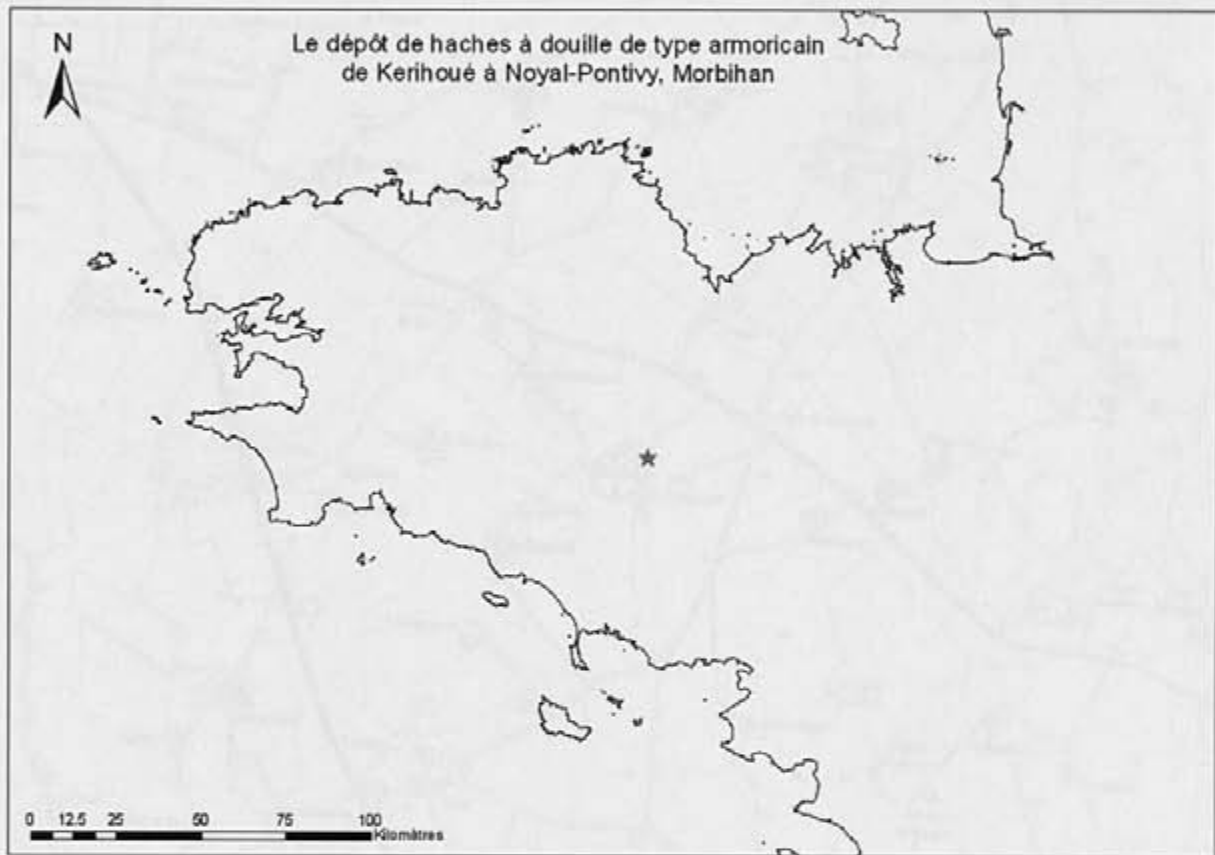 N
Le dépôt de haches à douille de type armoricain
de Kerihoué à Noyal-Pontivy, Morbihan
0 12.5 25 50 75 100
Kilomètres